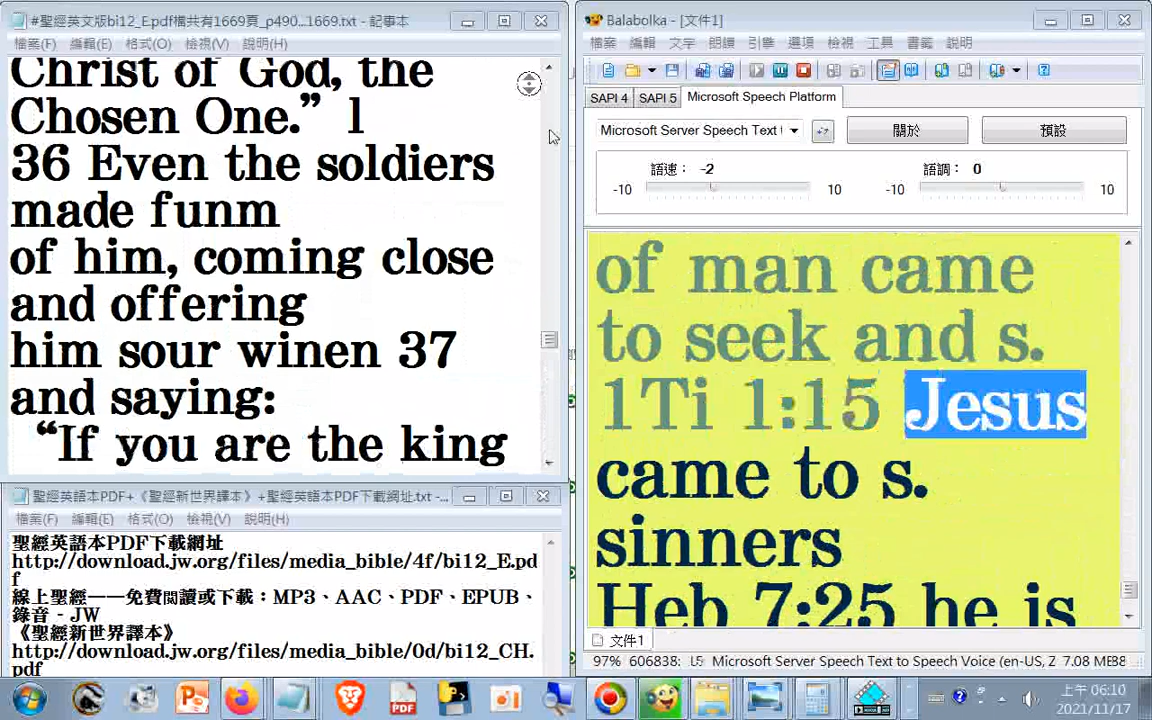 #聖經英文版bi12_E.pdf檔共有1669頁_p490...1669.txt - 記事本
檔案(F) 編輯(E) 格式(O) 檢視(V) 說明(H)
Christ of God, the
Chosen One.” l
36 Even the soldiers
made funm
of him, coming close
and offering
him sour winen 37
and saying:
“If you are the king
聖經英語本PDF+《聖經新世界譯本》+聖經英語本PDF下載網址.txt - ...
檔案(F) 編輯(E) 格式(O) 檢視(V) 說明(H)
聖經英語本PDF下載網址
http://download.jw.org/files/media_bible/4f/bi12_E.pd
f
線上聖經——免費閱讀或下載：MP3、AAC、PDF、EPUB、
錄音 - JW
《聖經新世界譯本》
http://download.jw.org/files/media_bible/0d/bi12_CH.
pdf
Balabolka - [文件1]
檔案 編輯 文字 朗讀 引擎 選項 檢視 工具 書籤 說明
SAPI 4 SAPI 5 Microsoft Speech Platform
Microsoft Server Speech Text 關於 預設
語速： -2 語調： 0
-10 10 -10 10
of man came
to seek and s.
1Ti 1:15 Jesus
came to s.
sinners
Heb 7:25 he is
文件1
97% 606838: L5 Microsoft Server Speech Text to Speech Voice (en-US, Z 7.08 MB
上午 06:10
2021/11/17